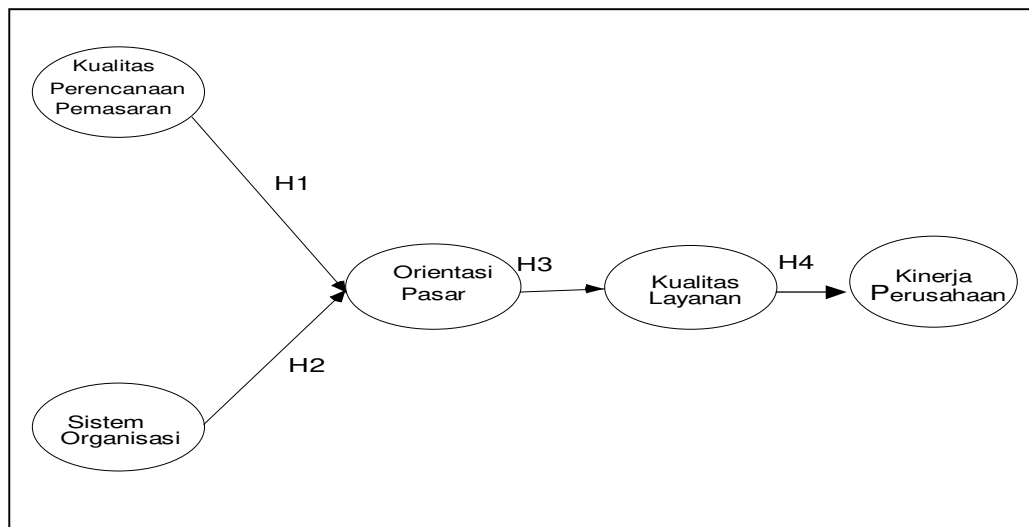 Kualitas
Perencanaan
Pemasaran
H1
Orientasi
Pasar
H3
Kualitas
Layanan
H4
Kinerja
Perusahaan
H2
Sistem
Organisasi